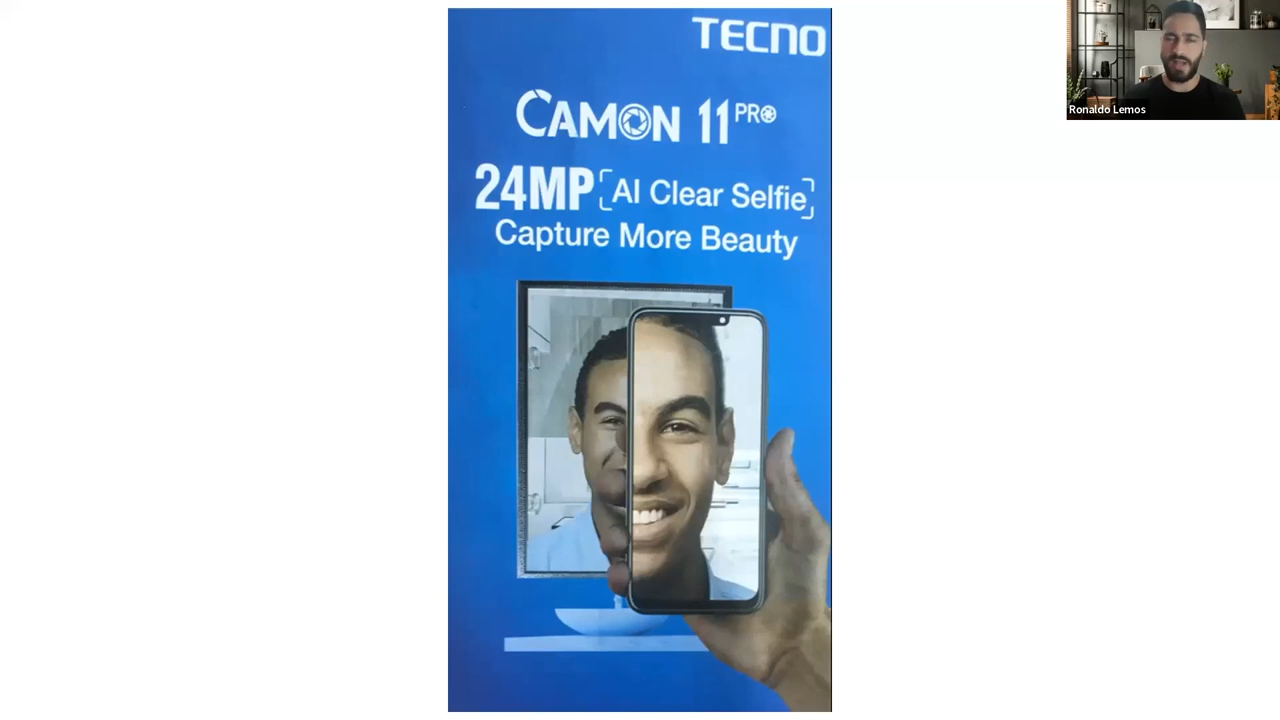 TECNO
CAMON 11 PRO
24MP AI Clear Selfie
Capture More Beauty
Ronaldo Lemos